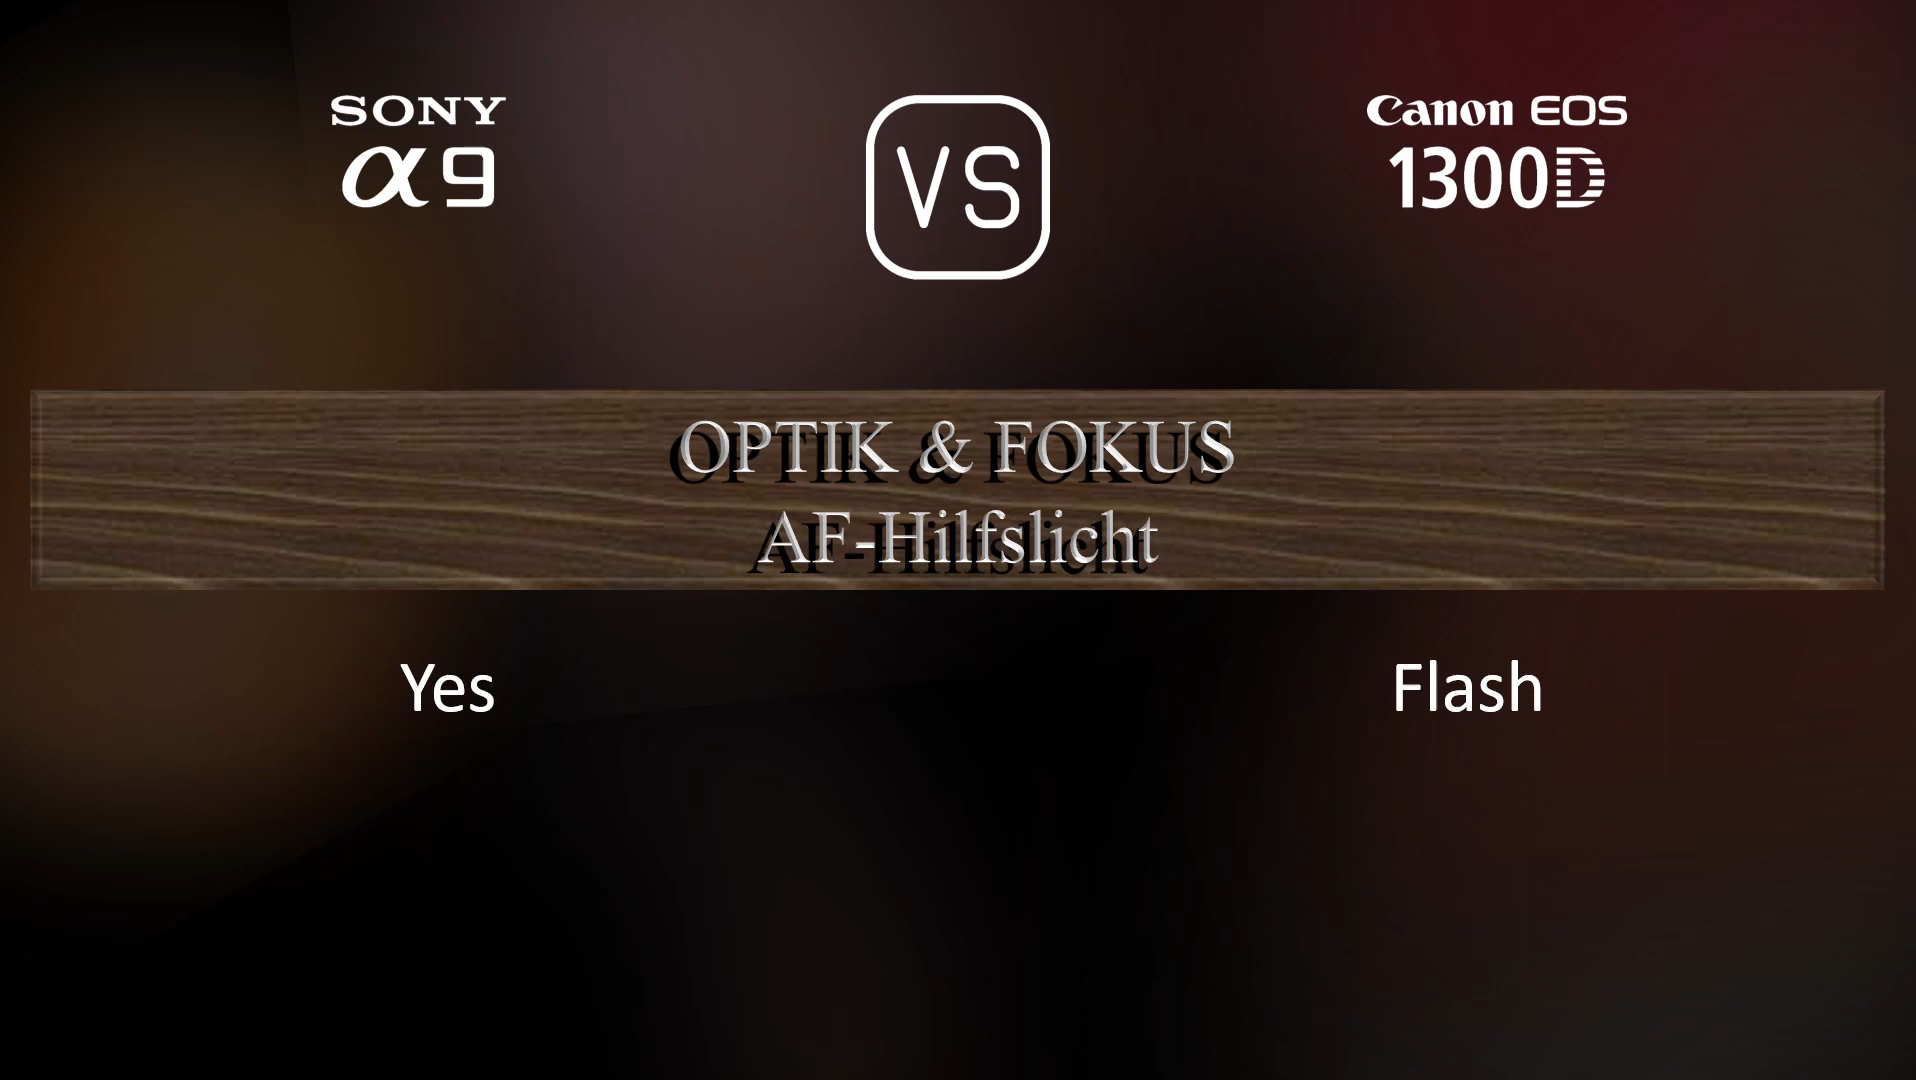 SONY
α9
VS
Canon EOS
1300D
OPTIK & FOKUS
AF-Hilfslicht
Yes
Flash